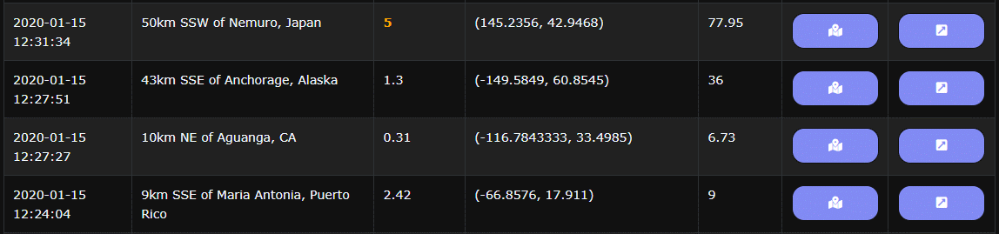 2020-01-15 12:31:34 50km SSW of Nemuro, Japan 5 (145.2356, 42.9468) 77.95
2020-01-15 12:27:51 43km SSE of Anchorage, Alaska 1.3 (-149.5849, 60.8545) 36
2020-01-15 12:27:27 10km NE of Aguanga, CA 0.31 (-116.7843333, 33.4985) 6.73
2020-01-15 12:24:04 9km SSE of Maria Antonia, Puerto Rico 2.42 (-66.8576, 17.911) 9